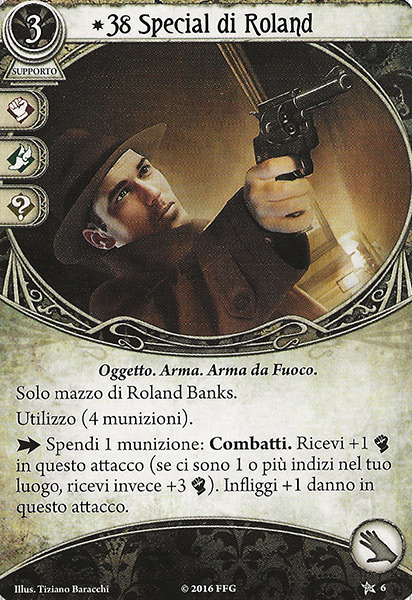 3
*38 Special di Roland
SUPPORTO
?
Oggetto. Arma. Arma da Fuoco.
Solo mazzo di Roland Banks.
Utilizzo (4 munizioni).
Spendi 1 munizione: Combatti. Ricevi +1
in questo attacco (se ci sono 1 o più indizi nel tuo
luogo, ricevi invece +3 ). Infliggi +1 danno in
questo attacco.
Illus. Tiziano Baracchi © 2016 FFG 6